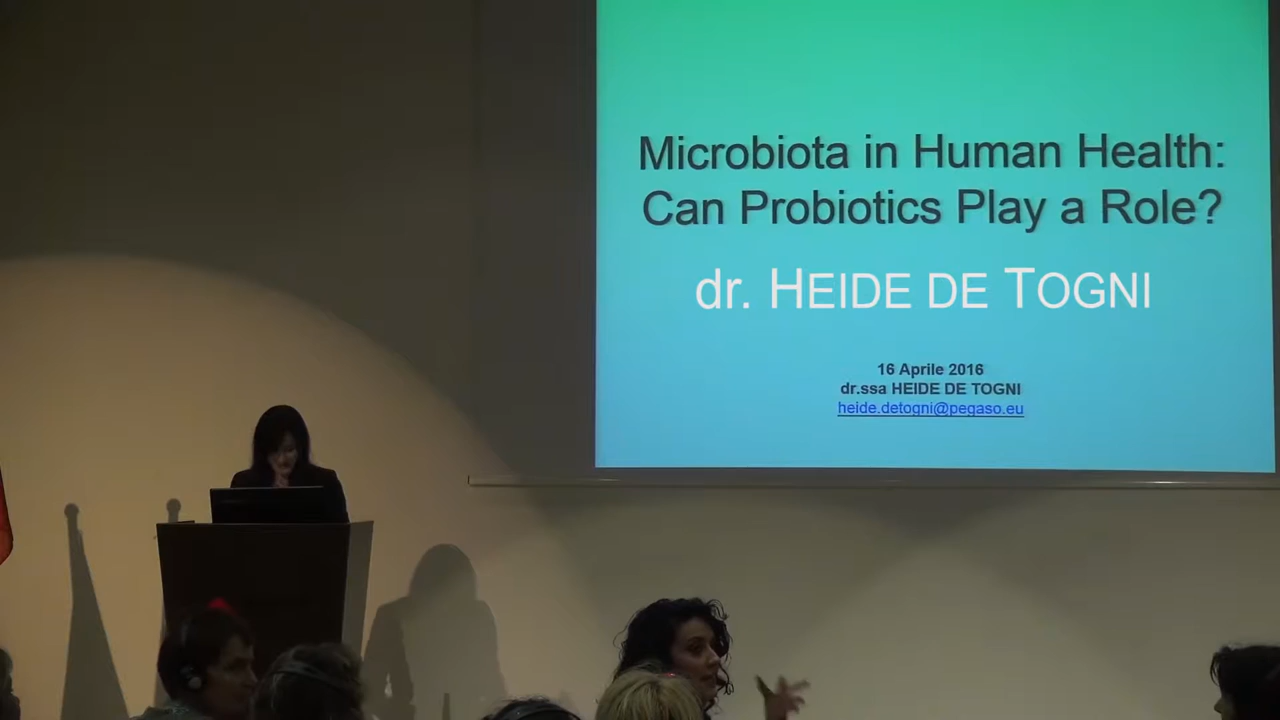 Microbiota in Human Health:
Can Probiotics Play a Role?
dr. HEIDE DE TOGNI
16 Aprile 2016
dr.ssa HEIDE DE TOGNI
heide.detogni@pegaso.eu